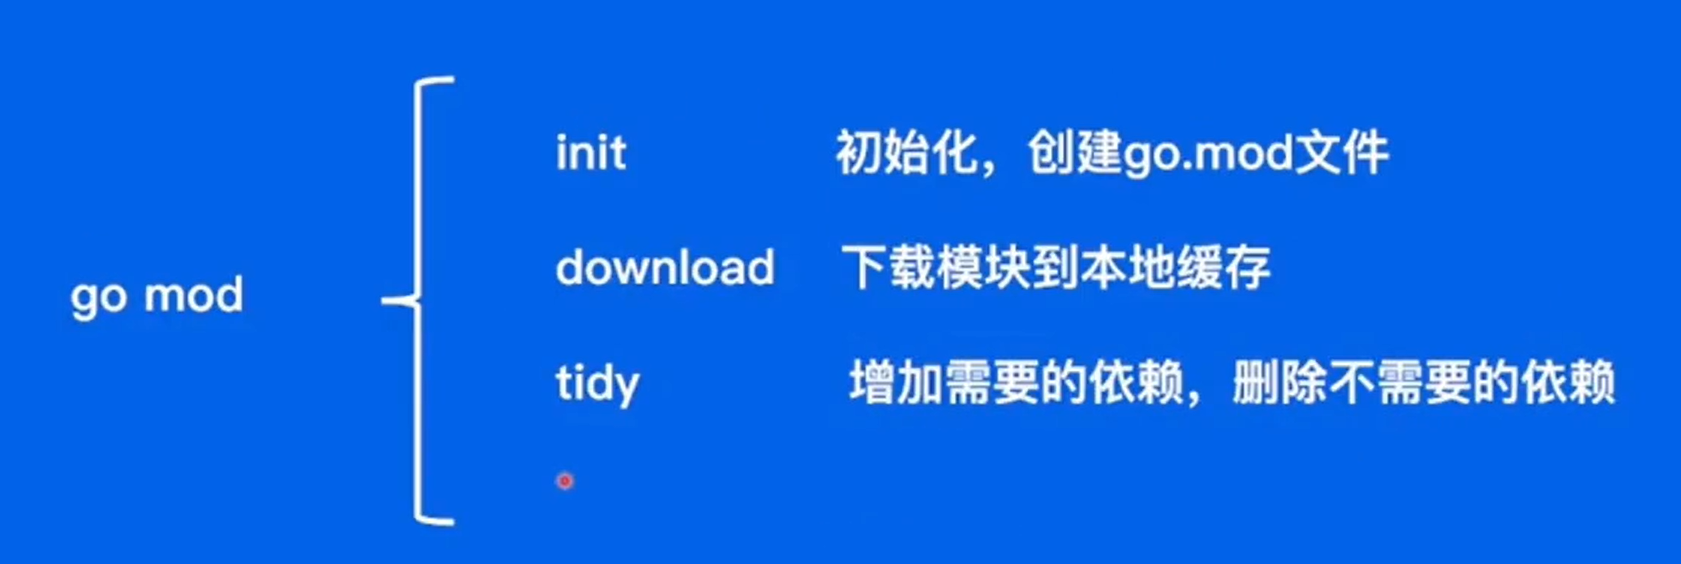 init 初始化，创建go.mod文件
download 下载模块到本地缓存
go mod
tidy 增加需要的依赖，删除不需要的依赖